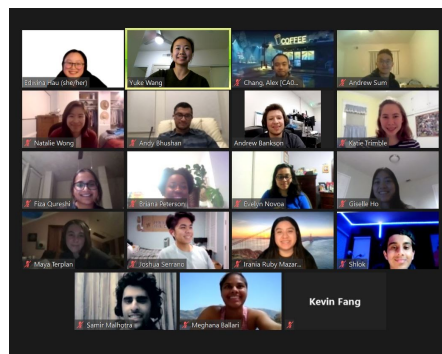 COFFEE
Edwina Hau (she/her)
Yuke Wang
Chang, Alex [CAO...
Andrew Sum
Natalie Wong
Andy Bhushan
Andrew Bankson
Katie Trimble
Fiza Qureshi
Briana Peterson
Evelyn Novoa
Giselle Ho
Maya Terplan
Joshua Serrano
Irania Ruby Mazar...
Shlok
Samir Malhotra
Meghana Ballari
Kevin Fang